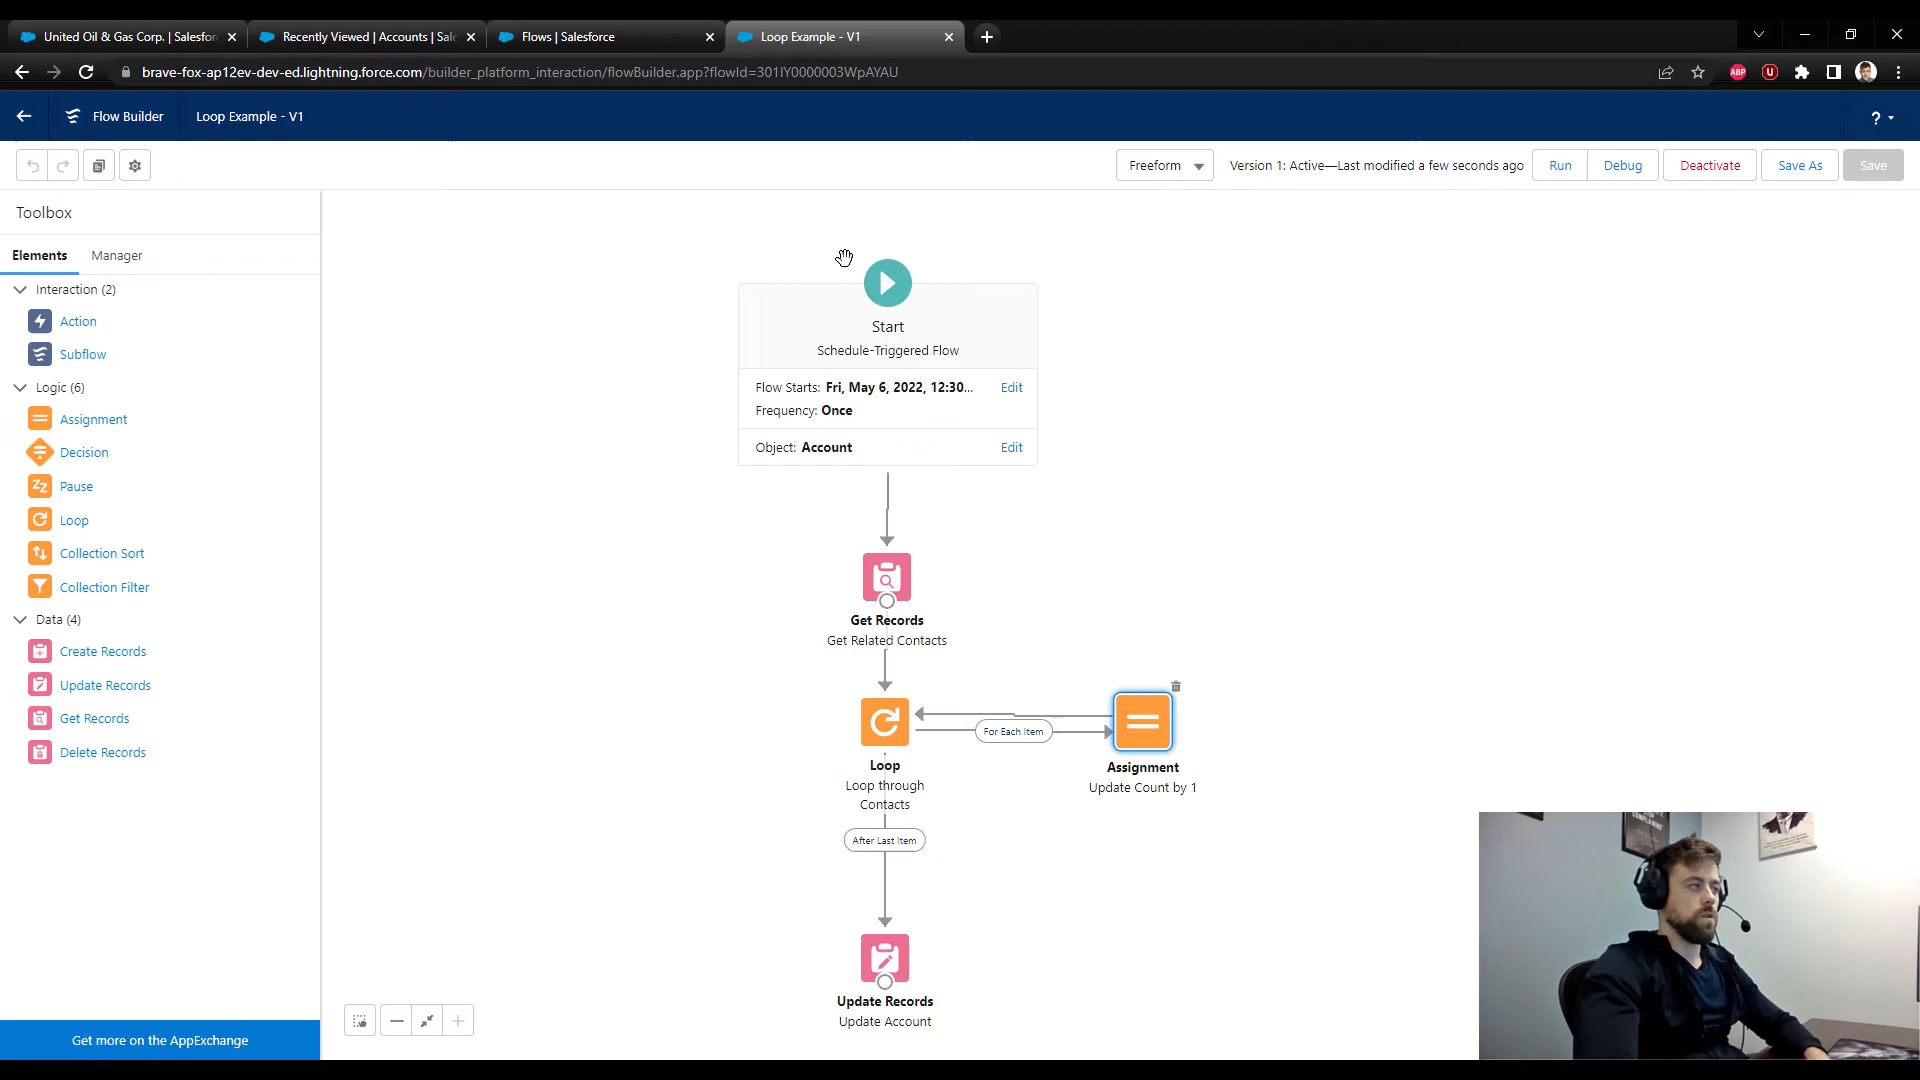 United Oil & Gas Corp. | Salesfor
Recently Viewed | Accounts | Sale
Flows | Salesforce
Loop Example - V1
brave-fox-ap12ev-dev-ed.lightning.force.com/builder_platform_interaction/flowBuilder.app?flowId=301IY0000003WpAYAU
ABP
Flow Builder
Loop Example - V1
?
Freeform
Version 1: Active—Last modified a few seconds ago
Run
Debug
Deactivate
Save As
Save
Toolbox
Elements
Manager
Interaction (2)
Action
Subflow
Logic (6)
Assignment
Decision
Pause
Loop
Collection Sort
Collection Filter
Data (4)
Create Records
Update Records
Get Records
Delete Records
Get more on the AppExchange
Start
Schedule-Triggered Flow
Flow Starts: Fri, May 6, 2022, 12:30...
Edit
Frequency: Once
Object: Account
Edit
Get Records
Get Related Contacts
For Each Item
Loop
Loop through
Contacts
Assignment
Update Count by 1
After Last Item
Update Records
Update Account